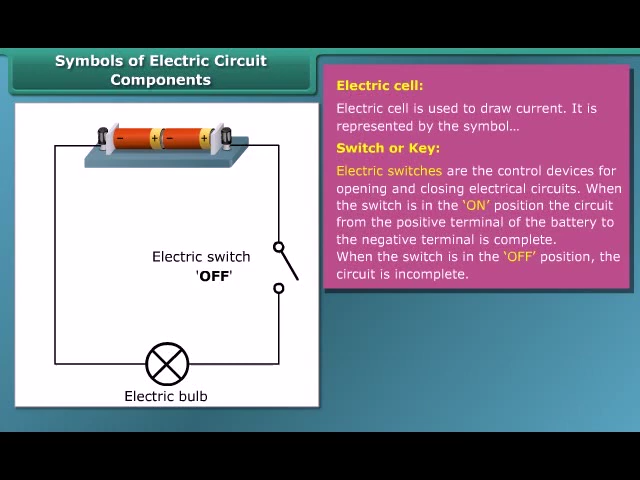 Symbols of Electric Circuit
Components
Electric cell:
Electric cell is used to draw current. It is
represented by the symbol...
Switch or Key:
Electric switches are the control devices for
opening and closing electrical circuits. When
the switch is in the ‘ON’ position the circuit
from the positive terminal of the battery to
the negative terminal is complete.
When the switch is in the ‘OFF’ position, the
circuit is incomplete.
- + - +
Electric switch
'OFF'
Electric bulb